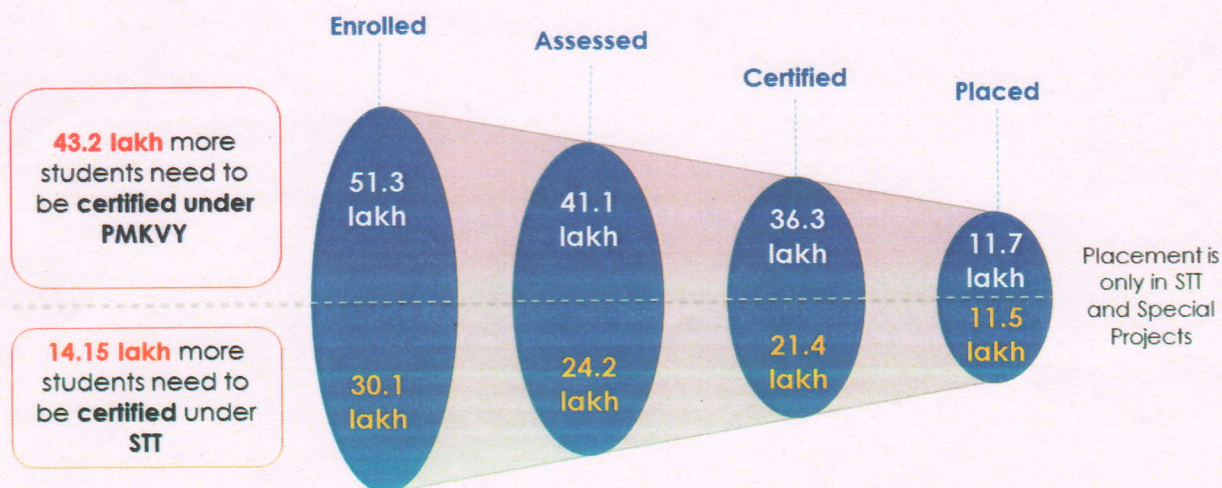 Enrolled
Assessed
Certified
Placed
43.2 lakh more
students need to
be certified under
PMKVY
51.3
lakh
41.1
lakh
36.3
lakh
11.7
lakh
Placement is
only in STT
and Special
Projects
14.15 lakh more
students need to
be certified under
STT
30.1
lakh
24.2
lakh
21.4
lakh
11.5
lakh